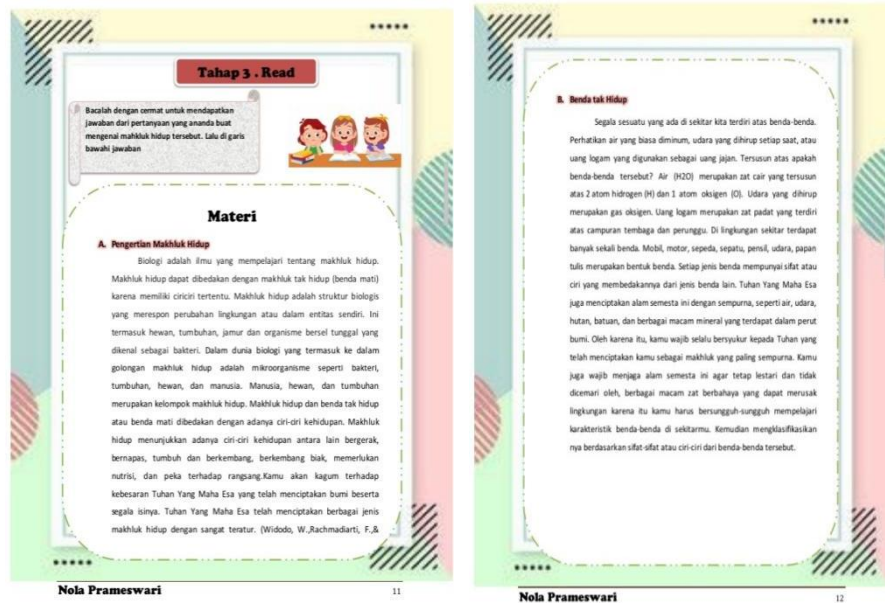 Tahap 3 . Read
Bacalah dengan cermat untuk mendapatkan
jawaban dari pertanyaan yang ananda buat
mengenai mahkluk hidup tersebut. Lalu di garis
bawahi jawaban
Materi
A. Pengertian Makhluk Hidup
Biologi adalah ilmu yang mempelajari tentang makhluk hidup.
Makhluk hidup dapat dibedakan dengan makhluk tak hidup (benda mati)
karena memiliki ciriciri tertentu. Makhluk hidup adalah struktur biologis
yang merespon perubahan lingkungan atau dalam entitas sendiri. Ini
termasuk hewan, tumbuhan, jamur dan organisme bersel tunggal yang
dikenal sebagai bakteri. Dalam dunia biologi yang termasuk ke dalam
golongan makhluk hidup adalah mikroorganisme seperti bakteri,
tumbuhan, hewan, dan manusia. Manusia, hewan, dan tumbuhan
merupakan kelompok makhluk hidup. Makhluk hidup dan benda tak hidup
atau benda mati dibedakan dengan adanya ciri-ciri kehidupan. Makhluk
hidup menunjukkan adanya ciri-ciri kehidupan antara lain bergerak,
bernapas, tumbuh dan berkembang, berkembang biak, memerlukan
nutrisi, dan peka terhadap rangsang.Kamu akan kagum terhadap
kebesaran Tuhan Yang Maha Esa yang telah menciptakan bumi beserta
segala isinya. Tuhan Yang Maha Esa telah menciptakan berbagai jenis
makhluk hidup dengan sangat teratur. (Widodo, W.,Rachmadiarti, F.,&
Nola Prameswari
11
B. Benda tak Hidup
Segala sesuatu yang ada di sekitar kita terdiri atas benda-benda.
Perhatikan air yang biasa diminum, udara yang dihirup setiap saat, atau
uang logam yang digunakan sebagai uang jajan. Tersusun atas apakah
benda-benda tersebut? Air (H2O) merupakan zat cair yang tersusun
atas 2 atom hidrogen (H) dan 1 atom oksigen (O). Udara yang dihirup
merupakan gas oksigen. Uang logam merupakan zat padat yang terdiri
atas campuran tembaga dan perunggu. Di lingkungan sekitar terdapat
banyak sekali benda. Mobil, motor, sepeda, sepatu, pensil, udara, papan
tulis merupakan bentuk benda. Setiap jenis benda mempunyai sifat atau
ciri yang membedakannya dari jenis benda lain. Tuhan Yang Maha Esa
juga menciptakan alam semesta ini dengan sempurna, seperti air, udara,
hutan, batuan, dan berbagai macam mineral yang terdapat dalam perut
bumi. Oleh karena itu, kamu wajib selalu bersyukur kepada Tuhan yang
telah menciptakan kamu sebagai makhluk yang paling sempurna. Kamu
juga wajib menjaga alam semesta ini agar tetap lestari dan tidak
dicemari oleh, berbagai macam zat berbahaya yang dapat merusak
lingkungan karena itu kamu harus bersungguh-sungguh mempelajari
karakteristik benda-benda di sekitarmu. Kemudian mengklasifikasikan
nya berdasarkan sifat-sifat atau ciri-ciri dari benda-benda tersebut.
Nola Prameswari
12